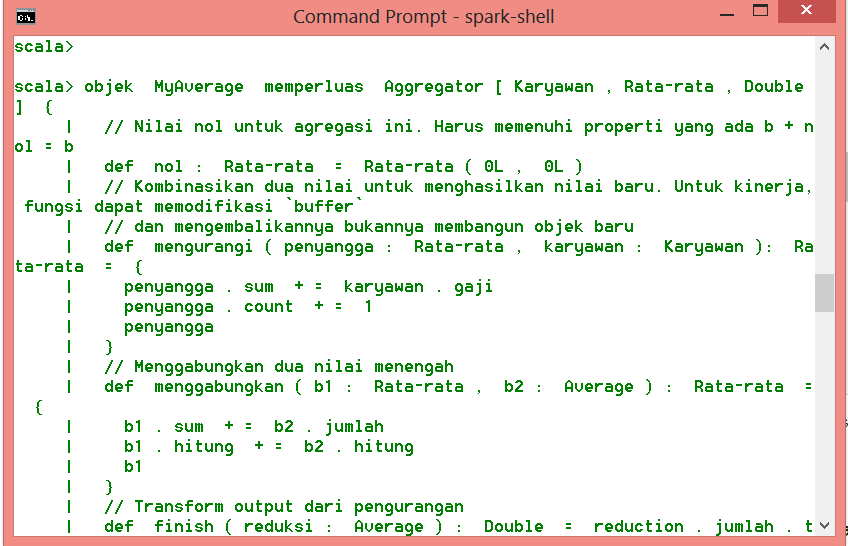 Command Prompt - spark-shell
scala>
scala> objek  MyAverage  memperluas  Aggregator [ Karyawan , Rata-rata , Double
]  {
     |   // Nilai nol untuk agregasi ini. Harus memenuhi properti yang ada b + n
ol = b
     |   def  nol :  Rata-rata  =  Rata-rata ( 0L ,  0L )
     |   // Kombinasikan dua nilai untuk menghasilkan nilai baru. Untuk kinerja,
 fungsi dapat memodifikasi `buffer`
     |   // dan mengembalikannya bukannya membangun objek baru
     |   def  mengurangi ( penyangga :  Rata-rata ,  karyawan :  Karyawan ):  Ra
ta-rata  =  {
     |     penyangga . sum  + =  karyawan . gaji
     |     penyangga . count  + =  1
     |     penyangga
     |   }
     |   // Menggabungkan dua nilai menengah
     |   def  menggabungkan ( b1 :  Rata-rata ,  b2 :  Average ) :  Rata-rata  =
  {
     |     b1 . sum  + =  b2 . jumlah
     |     b1 . hitung  + =  b2 . hitung
     |     b1
     |   }
     |   // Transform output dari pengurangan
     |   def  finish ( reduksi :  Average ) :  Double  =  reduction . jumlah . t